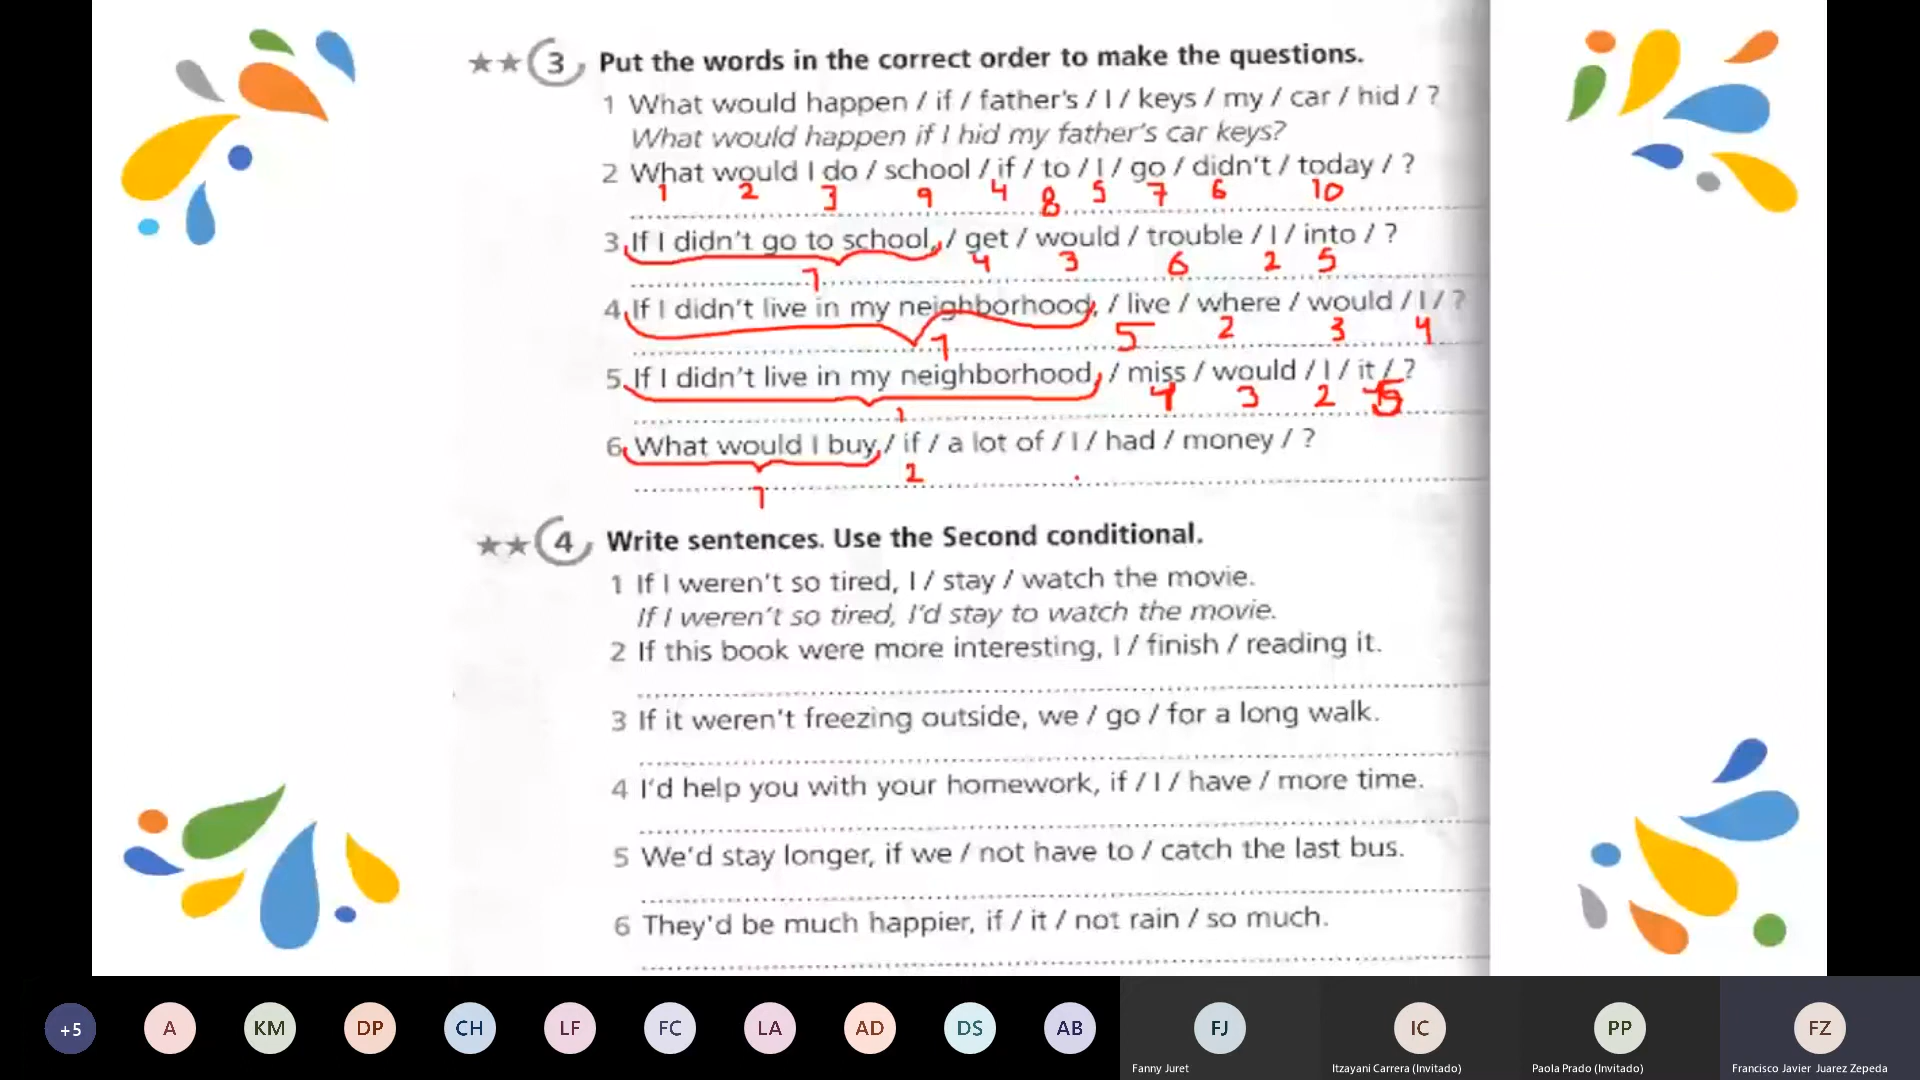 3 Put the words in the correct order to make the questions.
1 What would happen / if / father's / I / keys / my / car / hid / ?
What would happen if I hid my father's car keys?
2 What would I do / school / if / to / I / go / didn't / today / ?
1 2 3 9 4 8 5 7 6 10
3 If I didn't go to school, / get / would / trouble / I / into / ?
1 4 3 6 2 5
4 If I didn't live in my neighborhood, / live / where / would / I / ?
1 5 2 3 4
5 If I didn't live in my neighborhood, / miss / would / I / it / ?
1 4 3 2 5
6 What would I buy, / if / a lot of / I / had / money / ?
1 2
4 Write sentences. Use the Second conditional.
1 If I weren't so tired, I / stay / watch the movie.
If I weren't so tired, I'd stay to watch the movie.
2 If this book were more interesting, I / finish / reading it.
3 If it weren't freezing outside, we / go / for a long walk.
4 I'd help you with your homework, if / I / have / more time.
5 We'd stay longer, if we / not have to / catch the last bus.
6 They'd be much happier, if / it / not rain / so much.
+5 A KM DP CH LF FC LA AD DS AB FJ IC PP FZ
Fanny Juret Itzayani Carrera (Invitado) Paola Prado (Invitado) Francisco Javier Juarez Zepeda